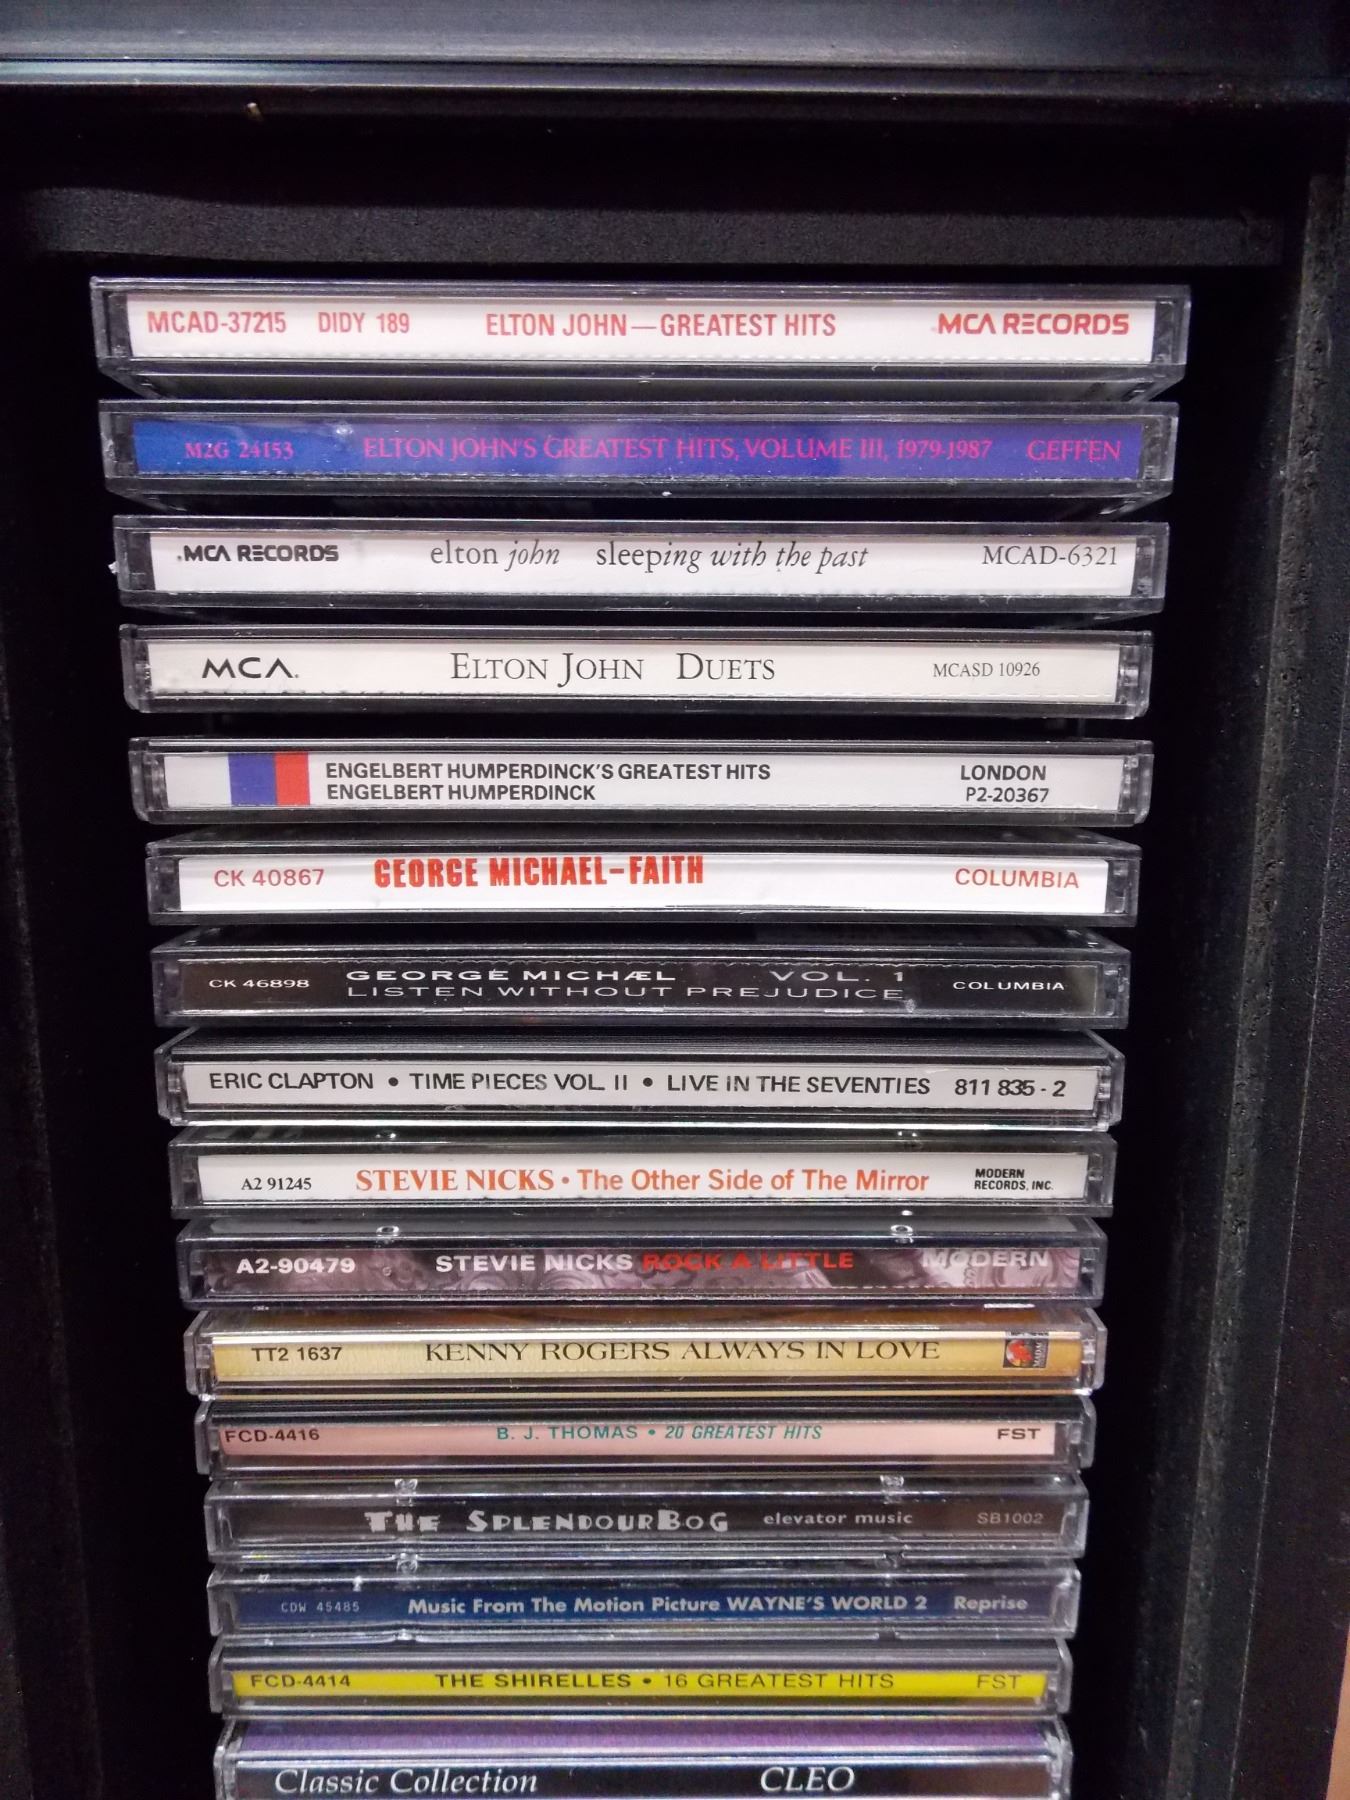 MCAD-37215 DIDY 189 ELTON JOHN—GREATEST HITS MCA RECORDS
M2G 24153 ELTON JOHN'S GREATEST HITS, VOLUME III, 1979-1987 GEFFEN
MCA RECORDS elton john sleeping with the past MCAD-6321
MCA ELTON JOHN DUETS MCASD 10926
ENGELBERT HUMPERDINCK'S GREATEST HITS LONDON
ENGELBERT HUMPERDINCK P2-20367
CK 40867 GEORGE MICHAEL-FAITH COLUMBIA
CK 46898 GEORGE MICHÆL VOL. 1 COLUMBIA
LISTEN WITHOUT PREJUDICE
ERIC CLAPTON • TIME PIECES VOL. II • LIVE IN THE SEVENTIES 811 835-2
A2 91245 STEVIE NICKS • The Other Side of The Mirror MODERN
RECORDS, INC.
A2-90479 STEVIE NICKS ROCK A LITTLE MODERN
TT2 1637 KENNY ROGERS ALWAYS IN LOVE
FCD-4416 B. J. THOMAS • 20 GREATEST HITS FST
THE SPLENDOURBOG elevator music SB1002
CDW 45485 Music From The Motion Picture WAYNE'S WORLD 2 Reprise
FCD-4414 THE SHIRELLES • 16 GREATEST HITS FST
Classic Collection CLEO